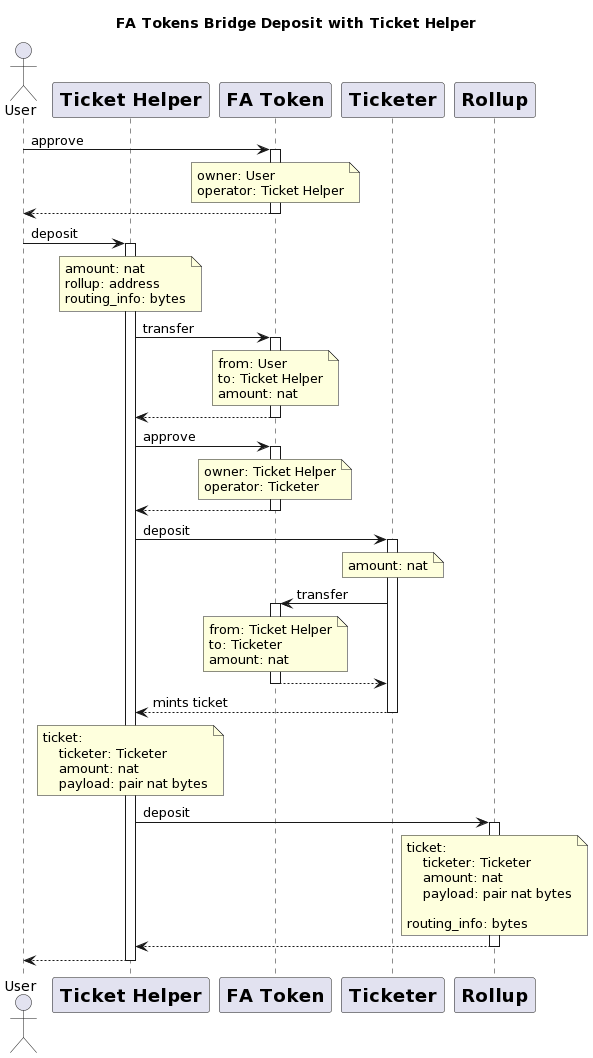 FA Tokens Bridge Deposit with Ticket Helper
User
Ticket Helper
FA Token
Ticketer
Rollup
approve
owner: User
operator: Ticket Helper
deposit
amount: nat
rollup: address
routing_info: bytes
transfer
from: User
to: Ticket Helper
amount: nat
approve
owner: Ticket Helper
operator: Ticketer
deposit
amount: nat
transfer
from: Ticket Helper
to: Ticketer
amount: nat
mints ticket
ticket:
ticketer: Ticketer
amount: nat
payload: pair nat bytes
deposit
ticket:
ticketer: Ticketer
amount: nat
payload: pair nat bytes
routing_info: bytes
User
Ticket Helper
FA Token
Ticketer
Rollup